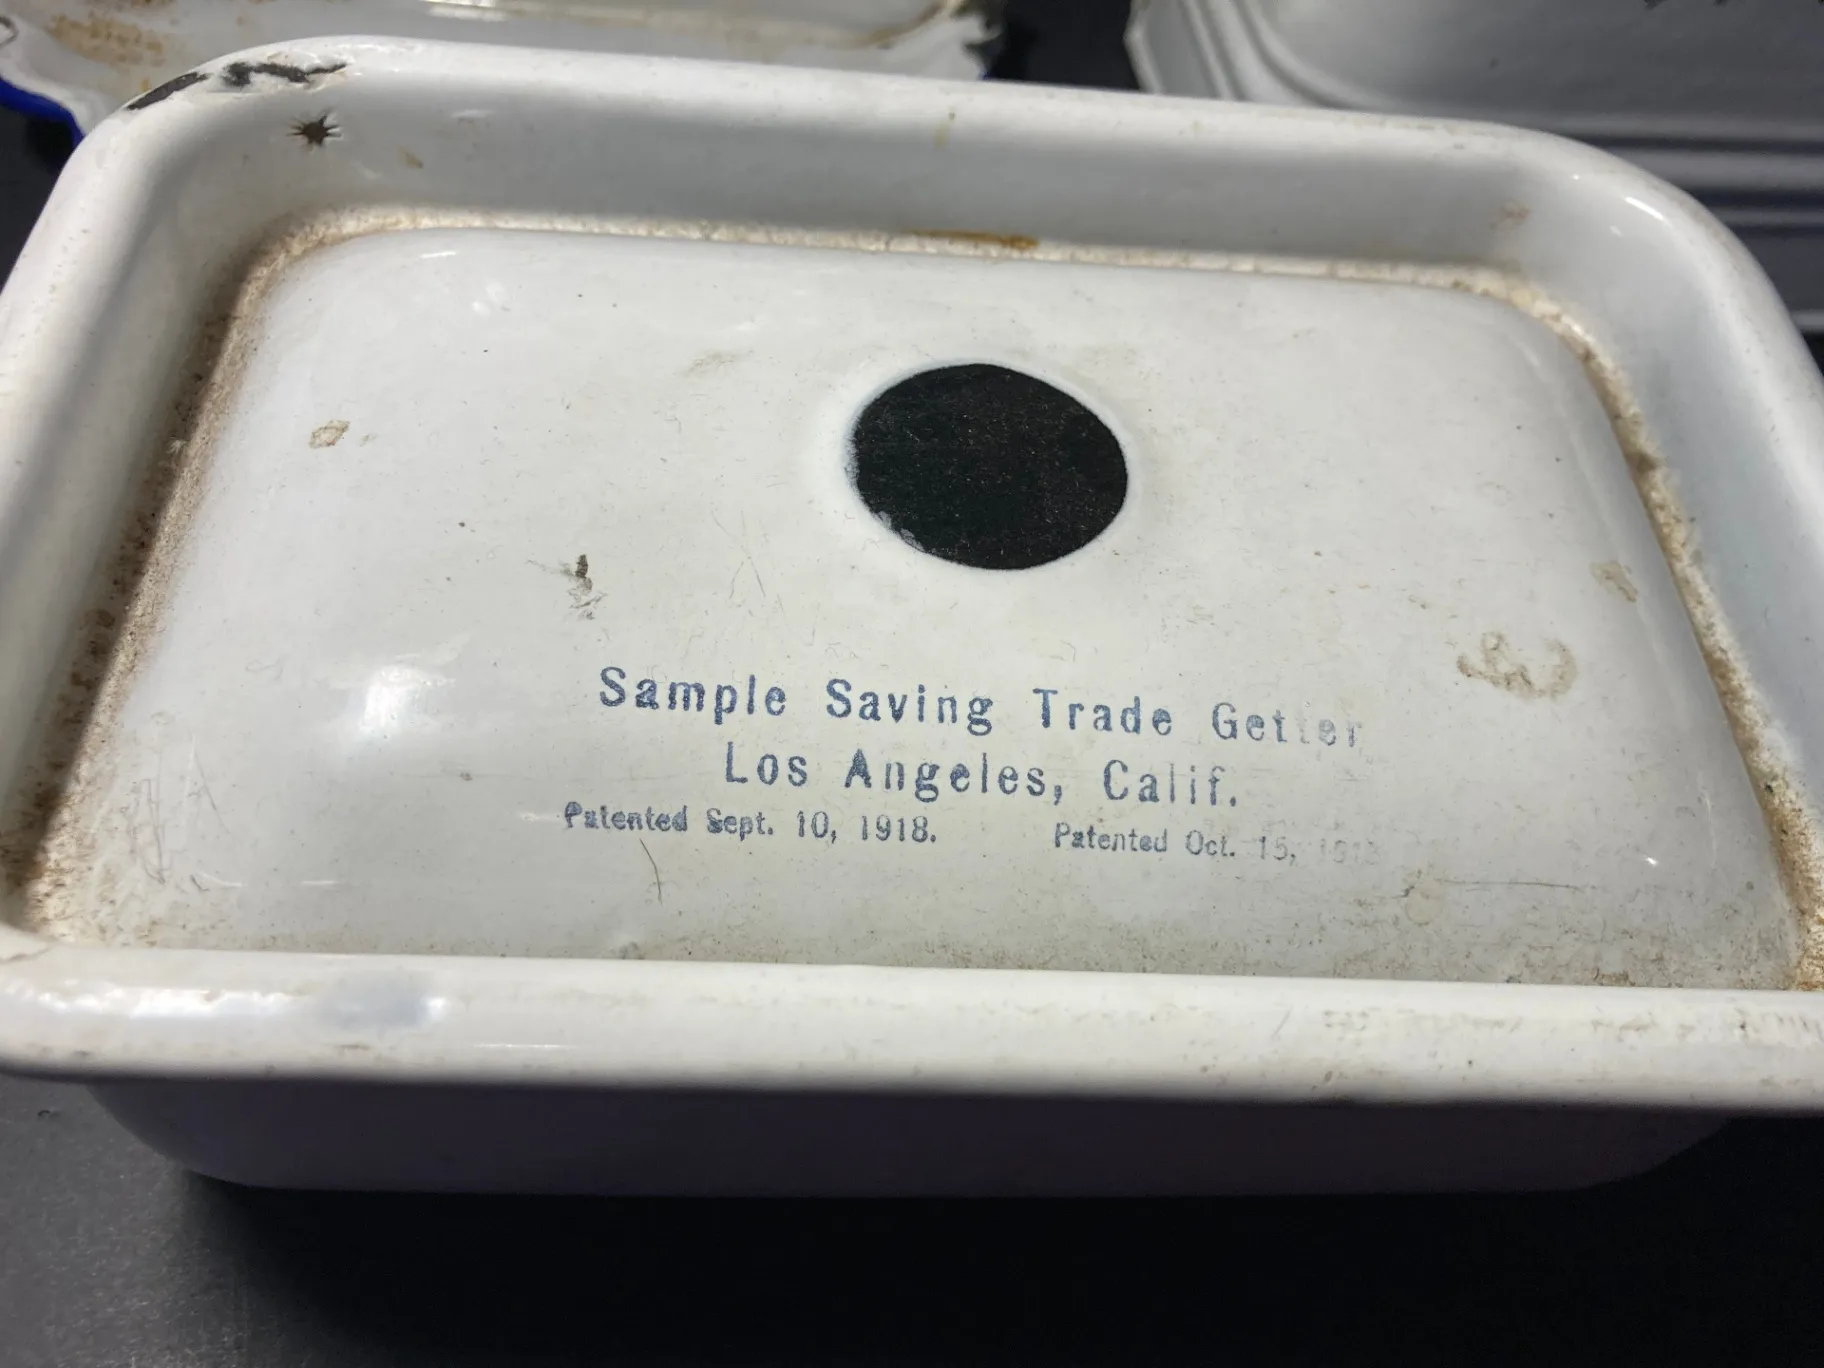 Sample Saving Trade Getter
Los Angeles, Calif.
Patented Sept. 10, 1918. Patented Oct. 15,